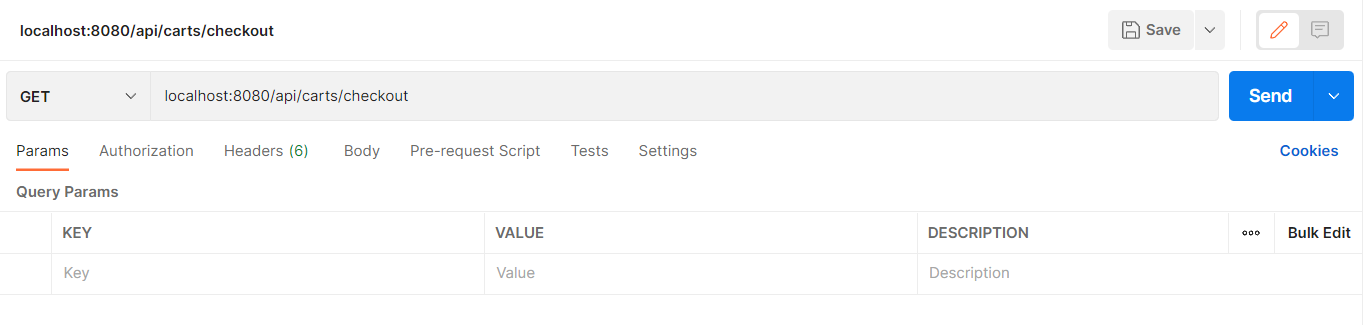 localhost:8080/api/carts/checkout Save
GET localhost:8080/api/carts/checkout Send
Params Authorization Headers (6) Body Pre-request Script Tests Settings Cookies
Query Params
KEY VALUE DESCRIPTION Bulk Edit
Key Value Description